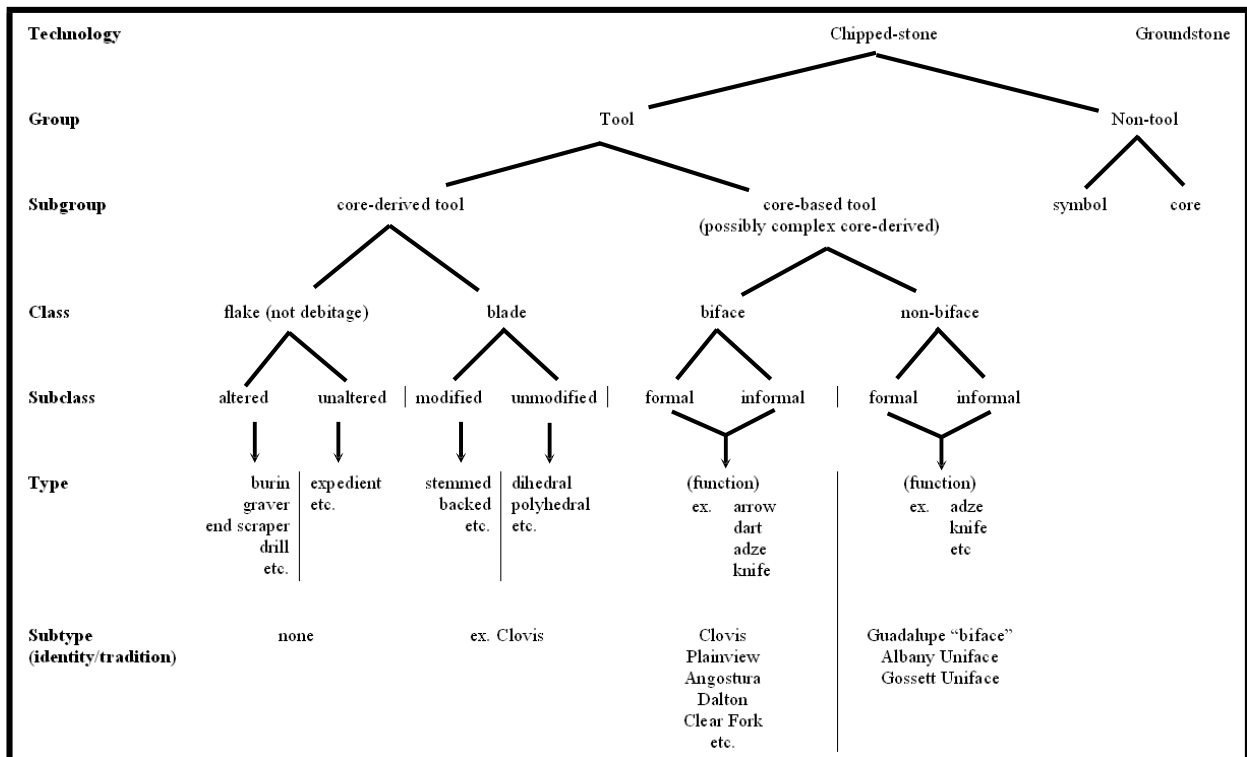 Technology Chipped-stone Groundstone
Group Tool Non-tool
Subgroup core-derived tool core-based tool symbol core
(possibly complex core-derived)
Class flake (not debitage) blade biface non-biface
Subclass altered unaltered modified unmodified formal informal formal informal
Type burin expedient stemmed dihedral (function) (function)
graver etc. backed polyhedral ex. arrow ex. adze
end scraper etc. etc. dart knife
drill adze etc
etc. knife
Subtype none ex. Clovis Clovis Guadalupe “biface”
(identity/tradition) Plainview Albany Uniface
Angostura Gossett Uniface
Dalton
Clear Fork
etc.